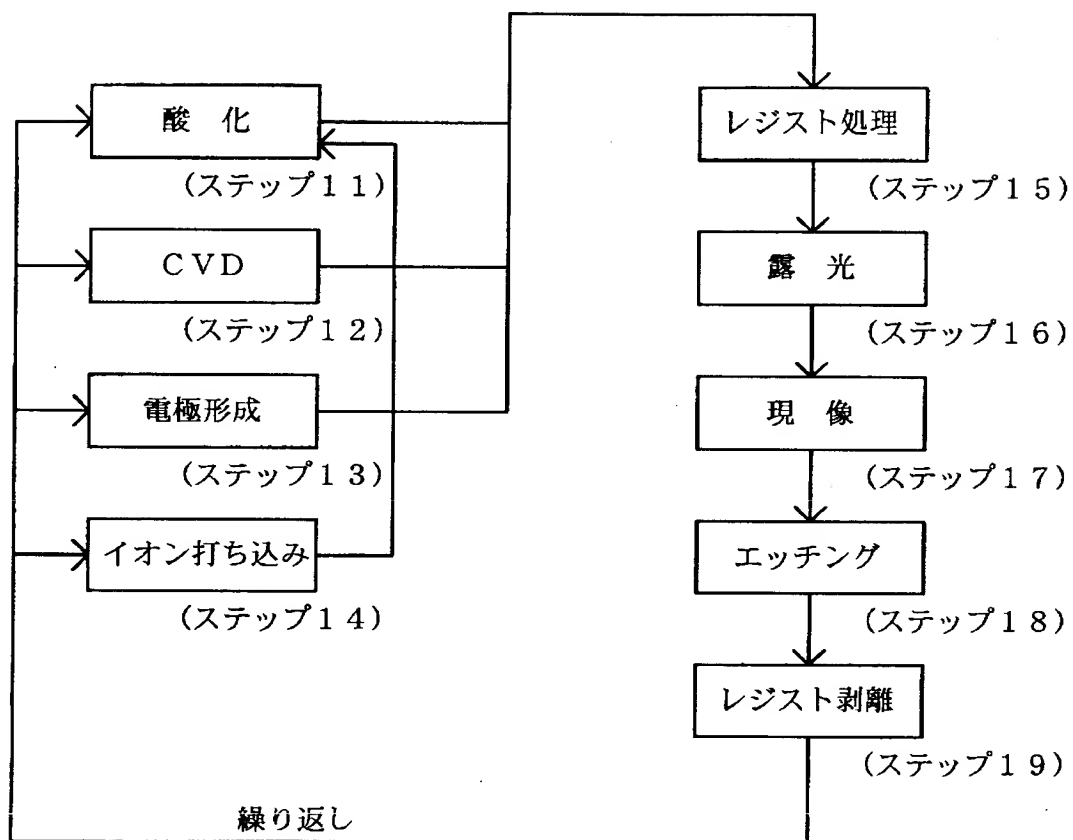 酸 化
(ステップ11)
CVD
(ステップ12)
電極形成
(ステップ13)
イオン打ち込み
(ステップ14)
レジスト処理
(ステップ15)
露 光
(ステップ16)
現 像
(ステップ17)
エッチング
(ステップ18)
レジスト剥離
(ステップ19)
繰り返し